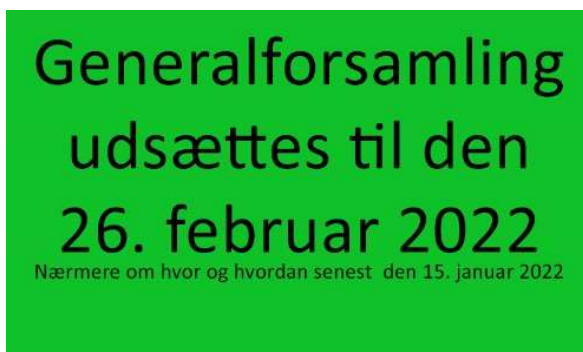 Generalforsamling
udsættes til den
26. februar 2022
Nærmere om hvor og hvordan senest  den 15. januar 2022